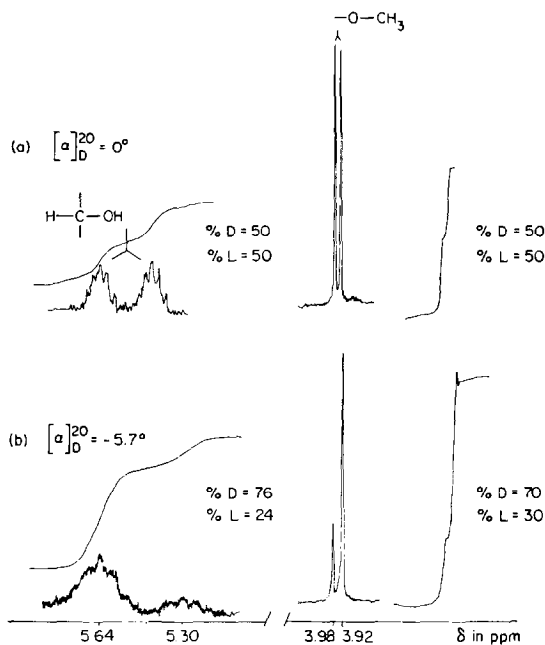 —O—CH3
(a) [α]20D = 0°
H—C—OH
% D = 50
% L = 50
% D = 50
% L = 50
(b) [α]20D = -5.7°
% D = 76
% L = 24
% D = 70
% L = 30
5.64 5.30 3.98 3.92 δ in ppm